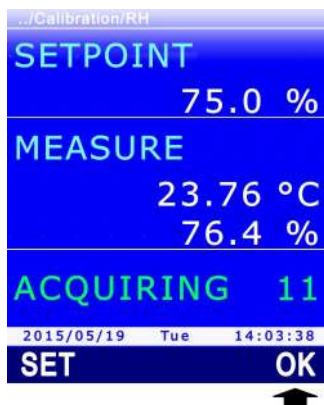 ../Calibration/RH
SETPOINT
75.0 %
MEASURE
23.76 °C
76.4 %
ACQUIRING 11
2015/05/19 Tue 14:03:38
SET OK